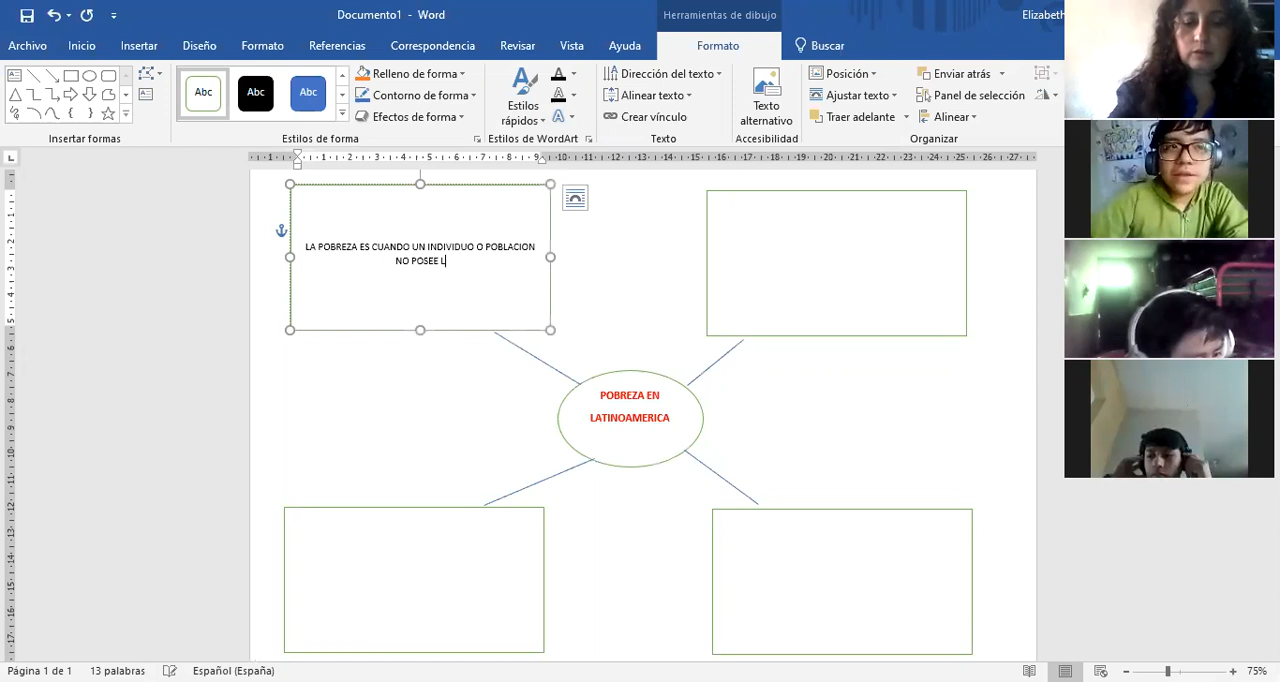 Documento1 - Word
Herramientas de dibujo
Elizabeth
Archivo
Inicio
Insertar
Diseño
Formato
Referencias
Correspondencia
Revisar
Vista
Ayuda
Formato
Buscar
Abc
Abc
Abc
Relleno de forma
Contorno de forma
Efectos de forma
Estilos
rápidos
A
A
A
Dirección del texto
Alinear texto
Crear vínculo
Texto
alternativo
Posición
Ajustar texto
Traer adelante
Enviar atrás
Panel de selección
Alinear
Insertar formas
Estilos de forma
Estilos de WordArt
Texto
Accesibilidad
Organizar
LA POBREZA ES CUANDO UN INDIVIDUO O POBLACION
NO POSEE L
POBREZA EN
LATINOAMERICA
Página 1 de 1
13 palabras
Español (España)
75%